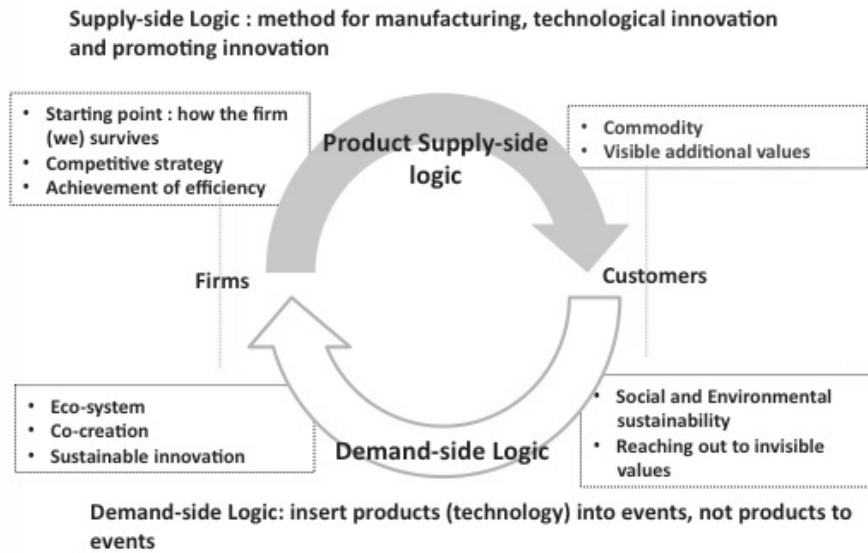 Supply-side Logic : method for manufacturing, technological innovation
and promoting innovation
• Starting point : how the firm
(we) survives
• Competitive strategy
• Achievement of efficiency
Product Supply-side
logic
• Commodity
• Visible additional values
Firms
Customers
• Eco-system
• Co-creation
• Sustainable innovation
Demand-side Logic
• Social and Environmental
sustainability
• Reaching out to invisible
values
Demand-side Logic: insert products (technology) into events, not products to
events